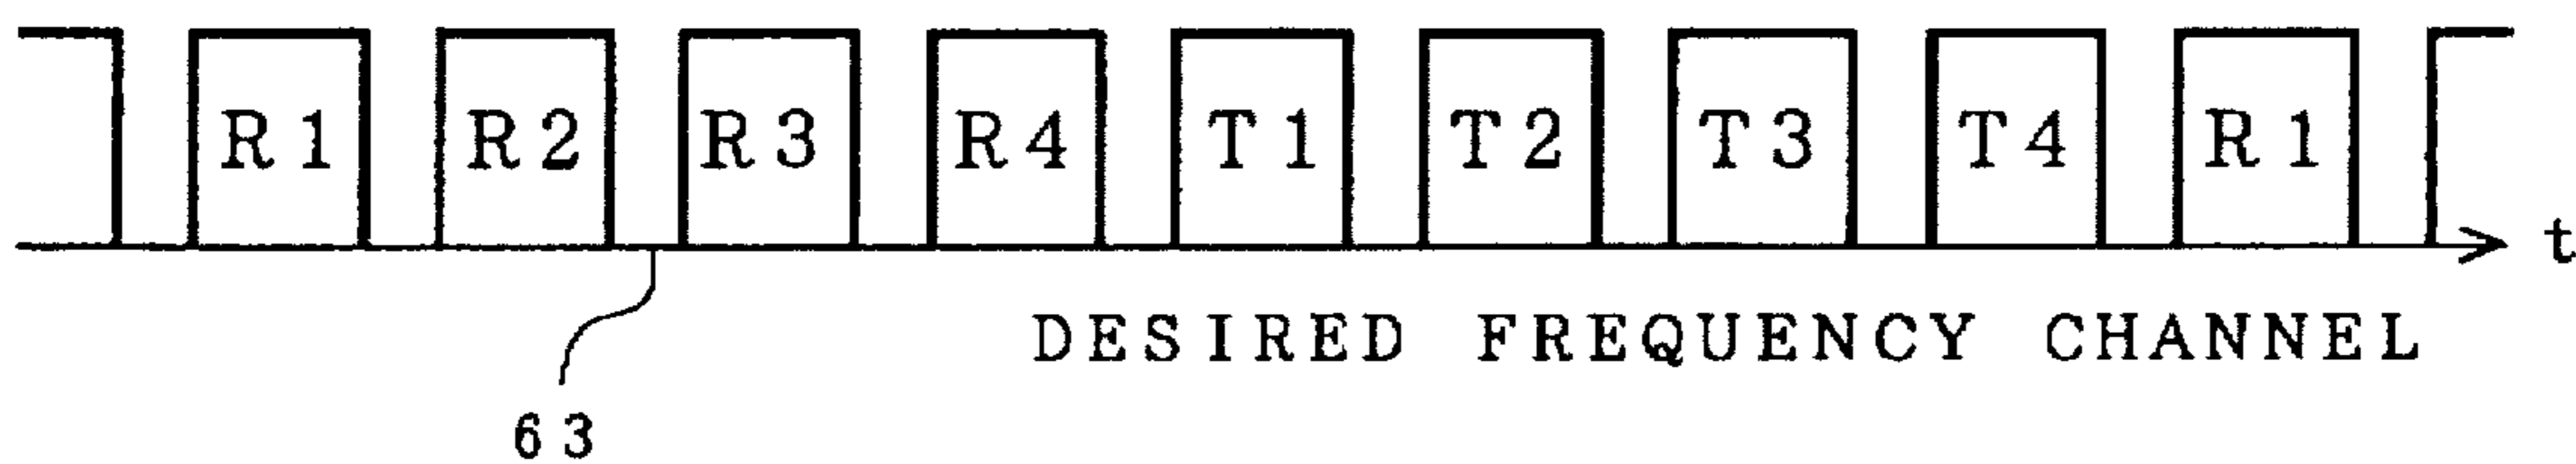 R1 R2 R3 R4 T1 T2 T3 T4 R1
t
DESIRED FREQUENCY CHANNEL
63